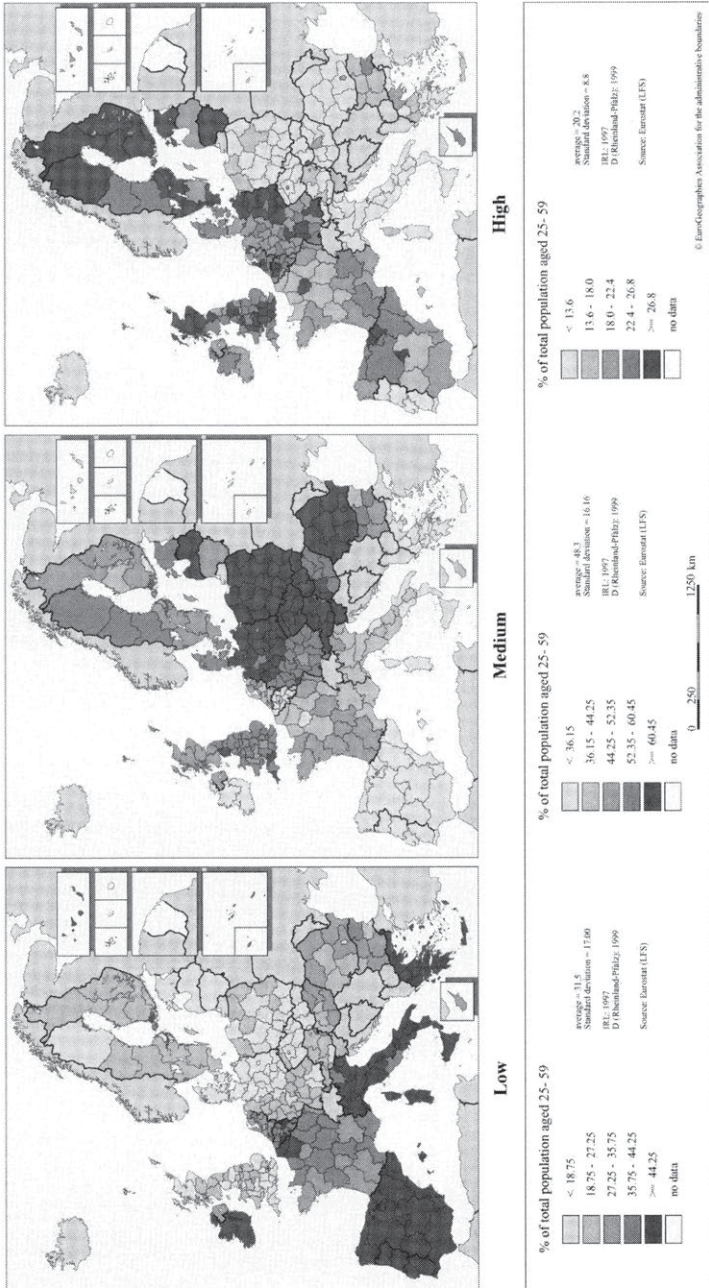 Low
Medium
High
% of total population aged 25- 59
< 18.75
18.75 - 27.25
27.25 - 35.75
35.75 - 44.25
>= 44.25
no data
average = 31.5
Standard deviation = 17.00
IRL: 1997
D (Rheinland-Pfalz): 1999
Source: Eurostat (LFS)
% of total population aged 25- 59
< 36.15
36.15 - 44.25
44.25 - 52.35
52.35 - 60.45
>= 60.45
no data
average = 48.3
Standard deviation = 16.16
IRL: 1997
D (Rheinland-Pfalz): 1999
Source: Eurostat (LFS)
0 250 1250 km
% of total population aged 25- 59
< 13.6
13.6 - 18.0
18.0 - 22.4
22.4 - 26.8
>= 26.8
no data
average = 20.2
Standard deviation = 8.8
IRL: 1997
D (Rheinland-Pfalz): 1999
Source: Eurostat (LFS)
© EuroGeographics Association for the administrative boundaries